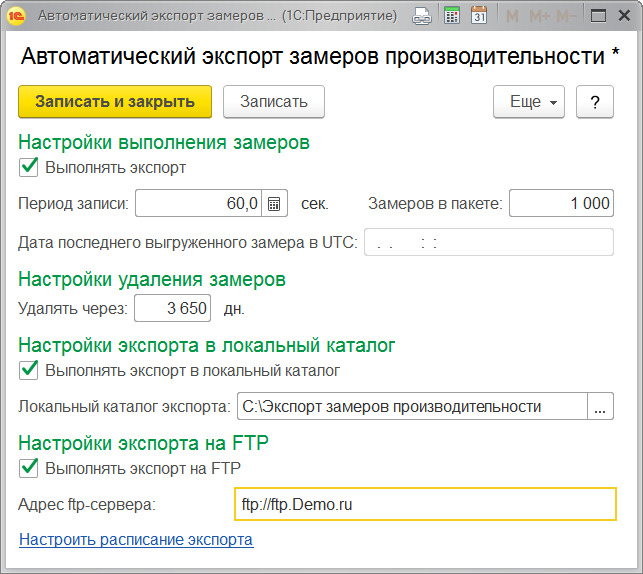 1С Автоматический экспорт замеров ... (1С:Предприятие) 31 M M+ M−
Автоматический экспорт замеров производительности *
Записать и закрыть Записать Еще ?
Настройки выполнения замеров
Выполнять экспорт
Период записи: 60,0 сек. Замеров в пакете: 1 000
Дата последнего выгруженного замера в UTC: . . : :
Настройки удаления замеров
Удалять через: 3 650 дн.
Настройки экспорта в локальный каталог
Выполнять экспорт в локальный каталог
Локальный каталог экспорта: C:\Экспорт замеров производительности ...
Настройки экспорта на FTP
Выполнять экспорт на FTP
Адрес ftp-сервера: ftp://ftp.Demo.ru
Настроить расписание экспорта